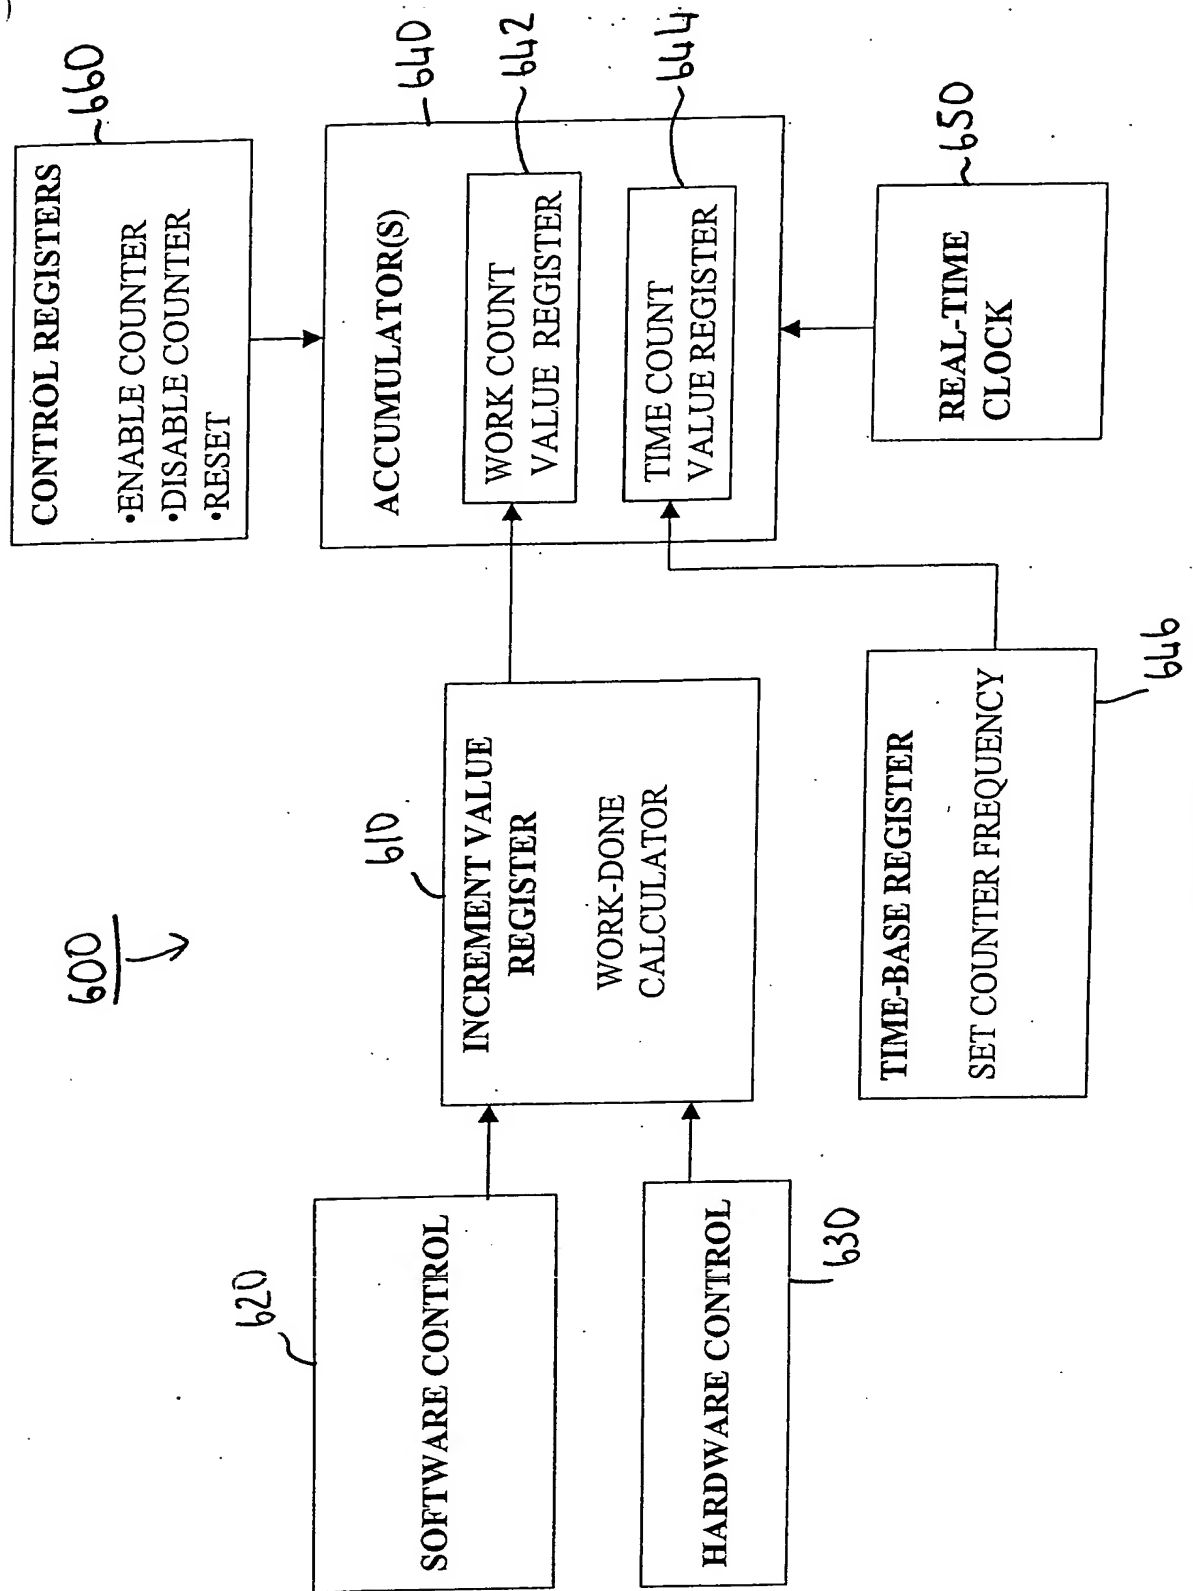 600
620
SOFTWARE CONTROL
HARDWARE CONTROL
630
610
INCREMENT VALUE
REGISTER
WORK-DONE
CALCULATOR
TIME-BASE REGISTER
SET COUNTER FREQUENCY
646
660
CONTROL REGISTERS
•ENABLE COUNTER
•DISABLE COUNTER
•RESET
640
ACCUMULATOR(S)
642
WORK COUNT
VALUE REGISTER
644
TIME COUNT
VALUE REGISTER
650
REAL-TIME
CLOCK